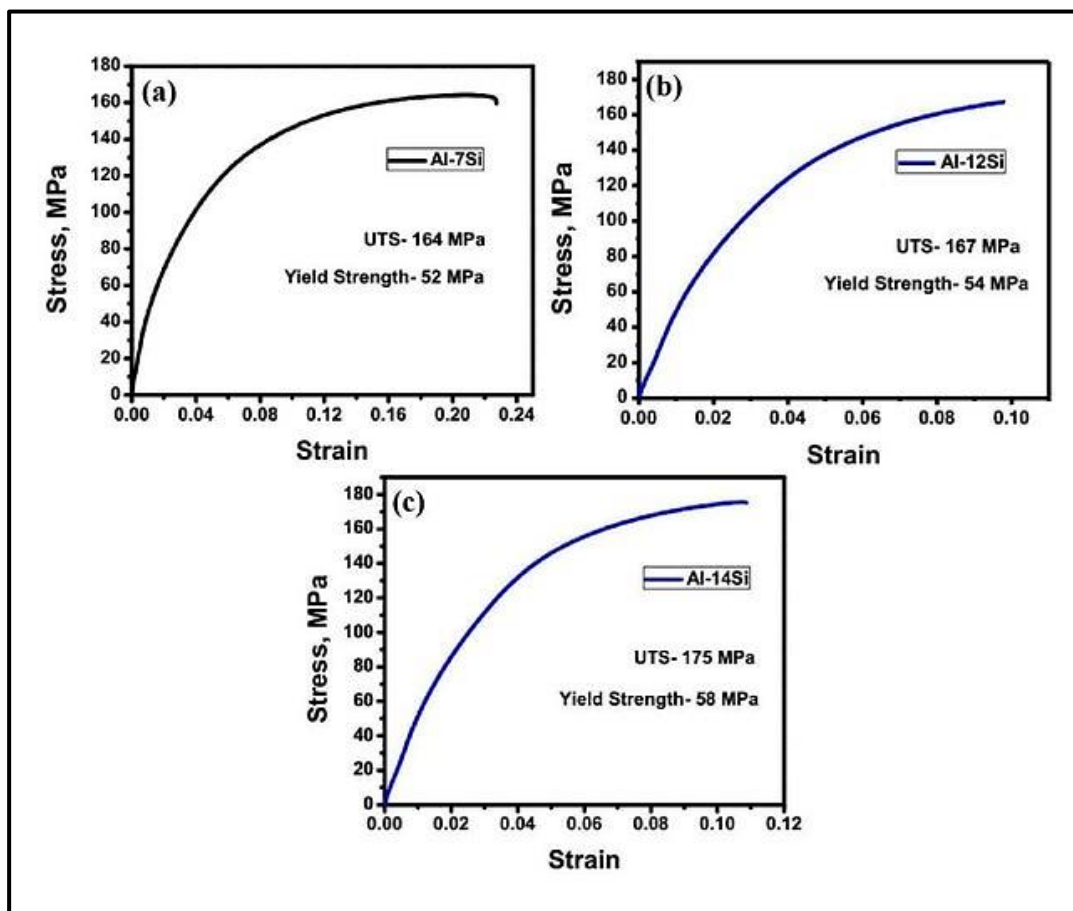 (a)
Stress, MPa
180
160
140
120
100
80
60
40
20
0
Al-7Si
UTS- 164 MPa
Yield Strength- 52 MPa
0.00 0.04 0.08 0.12 0.16 0.20 0.24
Strain
(b)
Stress, MPa
180
160
140
120
100
80
60
40
20
0
Al-12Si
UTS- 167 MPa
Yield Strength- 54 MPa
0.00 0.02 0.04 0.06 0.08 0.10
Strain
(c)
Stress, MPa
180
160
140
120
100
80
60
40
20
0
Al-14Si
UTS- 175 MPa
Yield Strength- 58 MPa
0.00 0.02 0.04 0.06 0.08 0.10 0.12
Strain